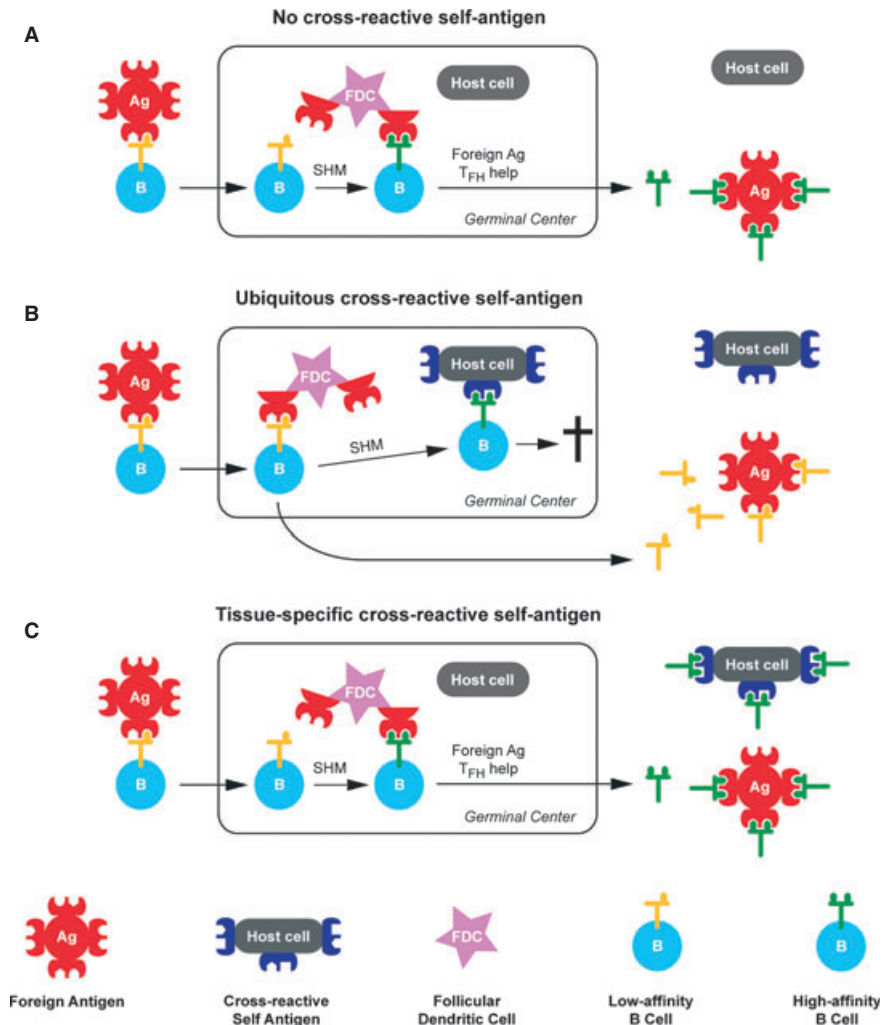 No cross-reactive self-antigen
A
Ag
FDC
Host cell
Host cell
B
B
SHM
B
Foreign Ag
TFH help
Ag
Germinal Center
Ubiquitous cross-reactive self-antigen
B
Ag
FDC
Host cell
Host cell
B
B
SHM
B
Ag
Germinal Center
Tissue-specific cross-reactive self-antigen
C
Ag
FDC
Host cell
Host cell
B
B
SHM
B
Foreign Ag
TFH help
Ag
Germinal Center
Ag
Host cell
FDC
B
B
Foreign Antigen
Cross-reactive
Self Antigen
Follicular
Dendritic Cell
Low-affinity
B Cell
High-affinity
B Cell